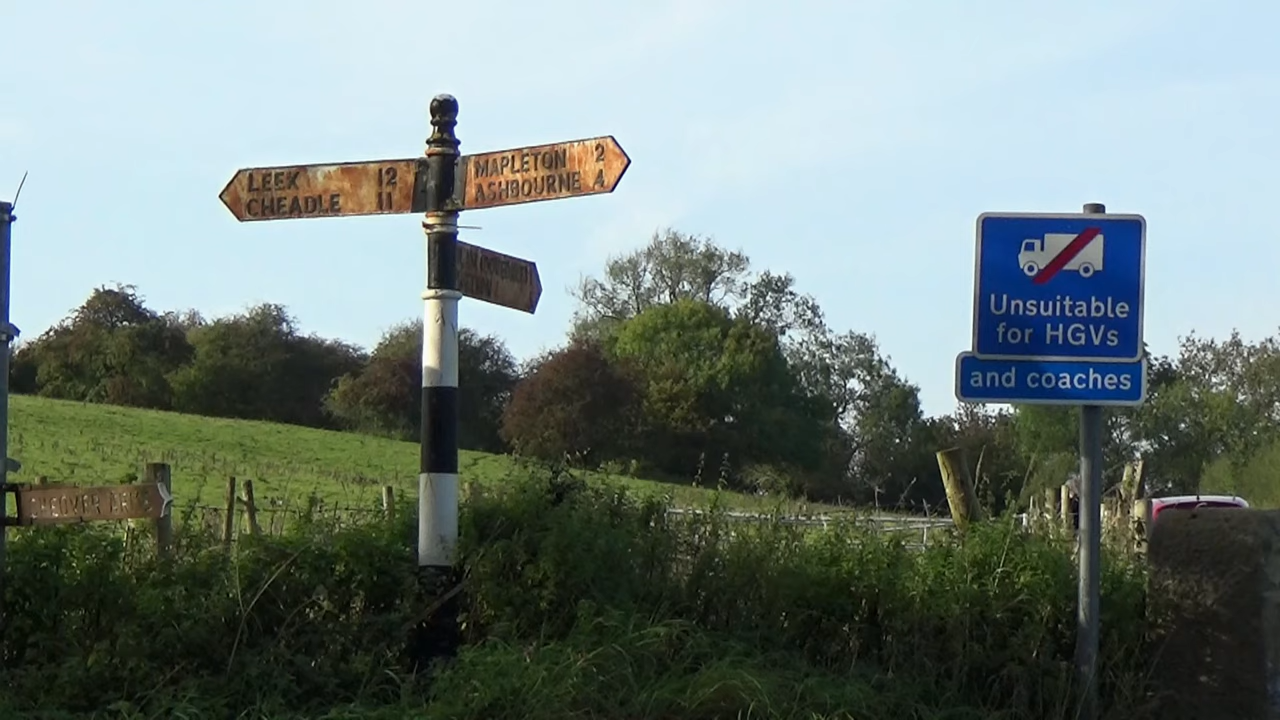 LEEK 12
CHEADLE 11
MAPLETON 2
ASHBOURNE 4
Unsuitable
for HGVs
and coaches